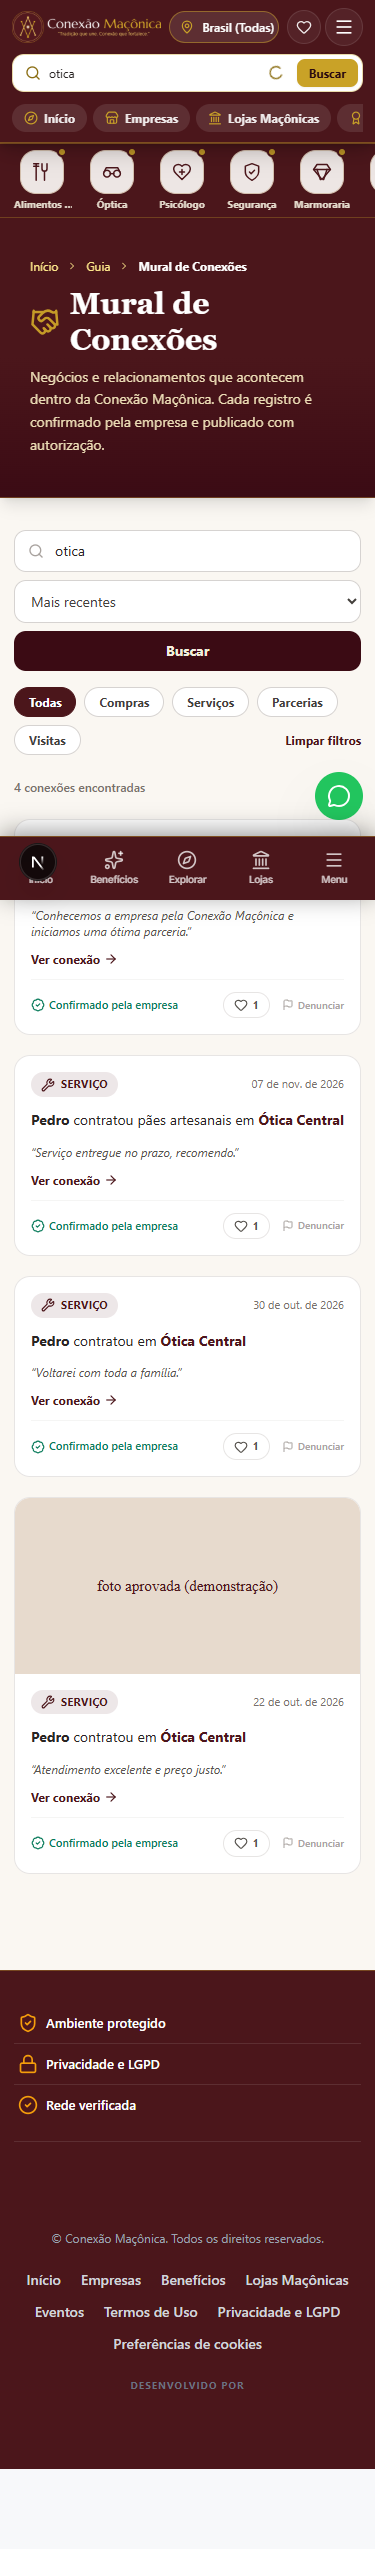 Conexão Maçônica
"Tradição que une. Conexão que fortalece."
Brasil (Todas)
otica
Buscar
Início
Empresas
Lojas Maçônicas
Alimentos ...
Óptica
Psicólogo
Segurança
Marmoraria
Início > Guia > Mural de Conexões
Mural de
Conexões
Negócios e relacionamentos que acontecem
dentro da Conexão Maçônica. Cada registro é
confirmado pela empresa e publicado com
autorização.
otica
Mais recentes
Buscar
Todas
Compras
Serviços
Parcerias
Visitas
Limpar filtros
4 conexões encontradas
N
Benefícios
Explorar
Lojas
Menu
“Conhecemos a empresa pela Conexão Maçônica e
iniciamos uma ótima parceria.”
Ver conexão →
Confirmado pela empresa
1
Denunciar
SERVIÇO
07 de nov. de 2026
Pedro contratou pães artesanais em Ótica Central
“Serviço entregue no prazo, recomendo.”
Ver conexão →
Confirmado pela empresa
1
Denunciar
SERVIÇO
30 de out. de 2026
Pedro contratou em Ótica Central
“Voltarei com toda a família.”
Ver conexão →
Confirmado pela empresa
1
Denunciar
foto aprovada (demonstração)
SERVIÇO
22 de out. de 2026
Pedro contratou em Ótica Central
“Atendimento excelente e preço justo.”
Ver conexão →
Confirmado pela empresa
1
Denunciar
Ambiente protegido
Privacidade e LGPD
Rede verificada
© Conexão Maçônica. Todos os direitos reservados.
Início Empresas Benefícios Lojas Maçônicas
Eventos Termos de Uso Privacidade e LGPD
Preferências de cookies
DESENVOLVIDO POR